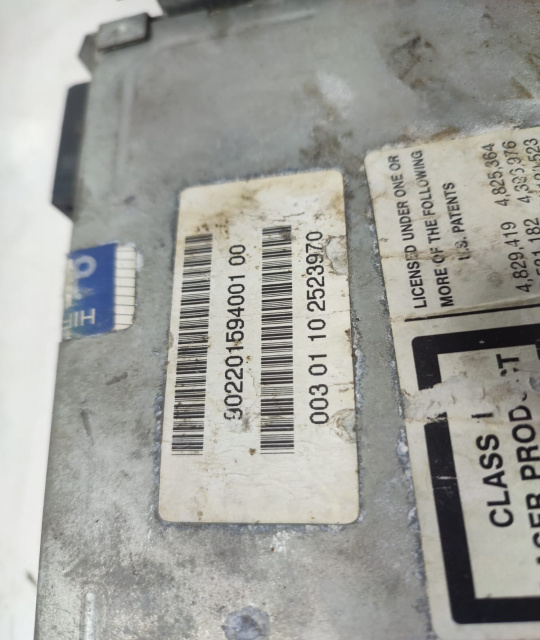 902201594001 00
003 01 10 2523970
LICENSED UNDER ONE OR
MORE OF THE FOLLOWING
U.S. PATENTS
4,829,419 4,825,364
CLASS 1